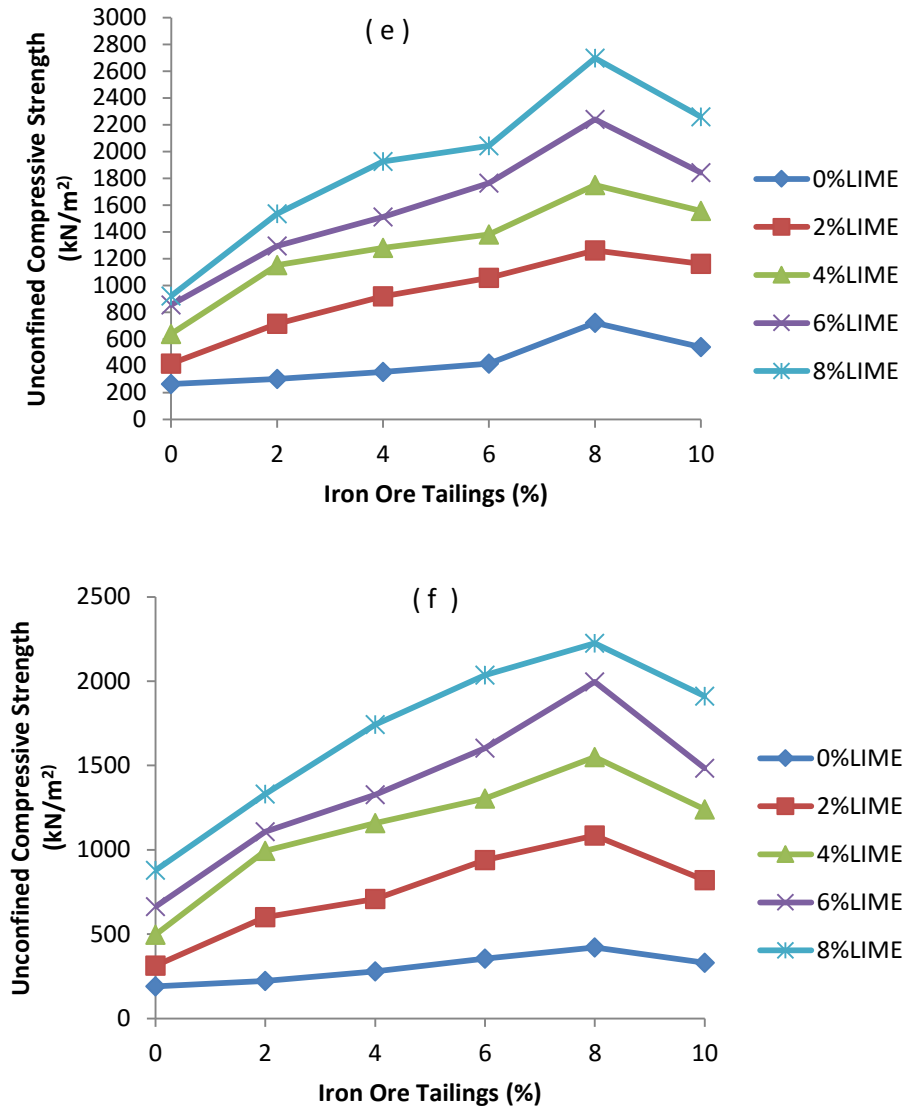 ( e )
Unconfined Compressive Strength
(kN/m²)
3000
2800
2600
2400
2200
2000
1800
1600
1400
1200
1000
800
600
400
200
0
0 2 4 6 8 10
Iron Ore Tailings (%)
0%LIME
2%LIME
4%LIME
6%LIME
8%LIME
( f )
Unconfined Compressive Strength
(kN/m²)
2500
2000
1500
1000
500
0
0 2 4 6 8 10
Iron Ore Tailings (%)
0%LIME
2%LIME
4%LIME
6%LIME
8%LIME